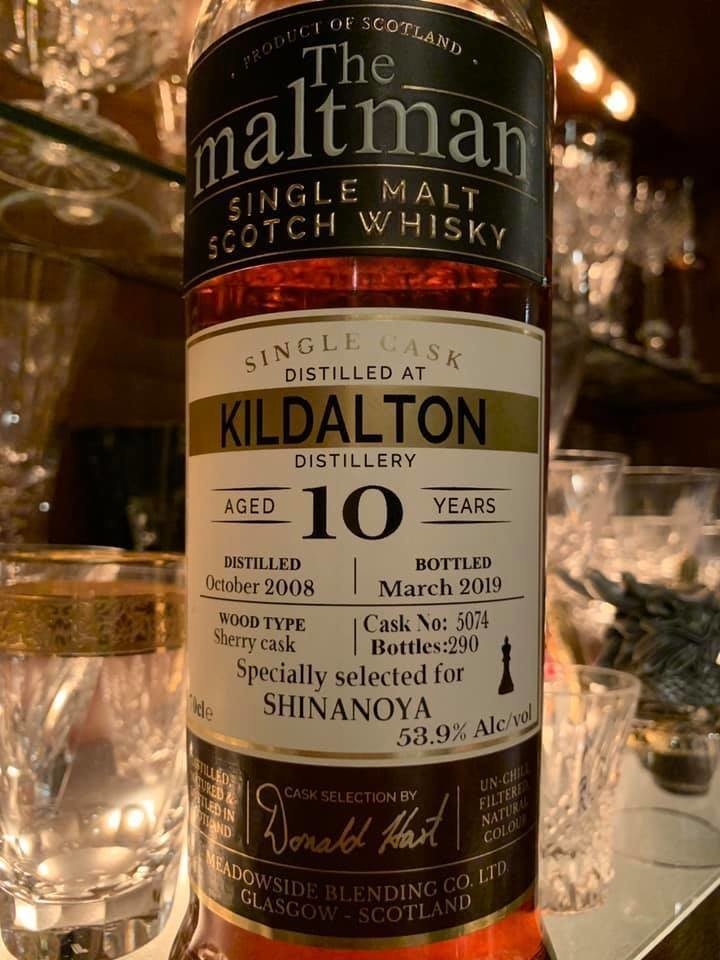 · PRODUCT OF SCOTLAND ·
The
maltman
SINGLE MALT
SCOTCH WHISKY
SINGLE CASK
DISTILLED AT
KILDALTON
DISTILLERY
AGED 10 YEARS
DISTILLED BOTTLED
October 2008 March 2019
WOOD TYPE Cask No: 5074
Sherry cask Bottles:290
Specially selected for
SHINANOYA
53.9% Alc/vol
CASK SELECTION BY
Donald Hart
UN-CHILL
FILTERED
NATURAL
COLOUR
MEADOWSIDE BLENDING CO. LTD.
GLASGOW - SCOTLAND